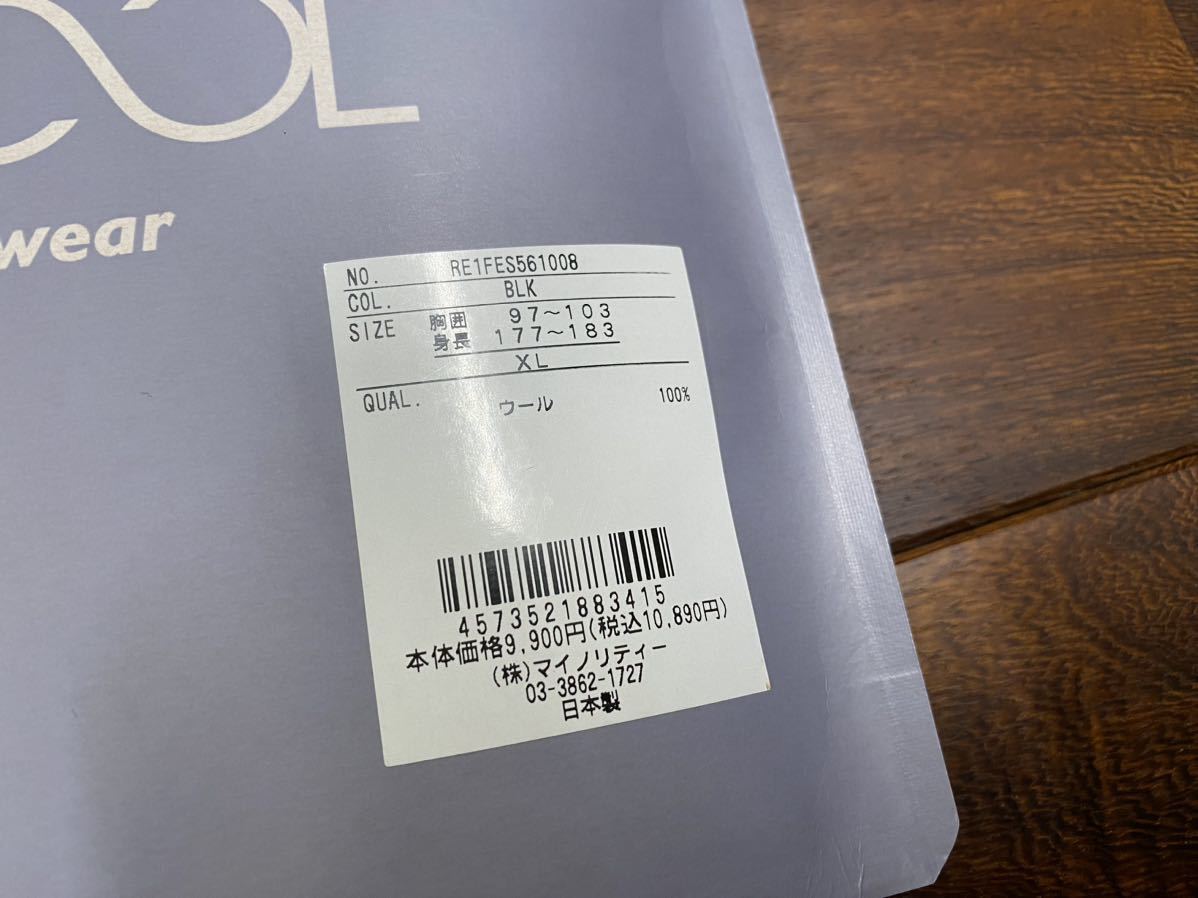 wear
NO. RE1FES561008
COL. BLK
SIZE 胸囲 97〜103
身長 177〜183
XL
QUAL. ウール 100%
4573521883415
本体価格9,900円(税込10,890円)
(株)マイノリティー
03-3862-1727
日本製